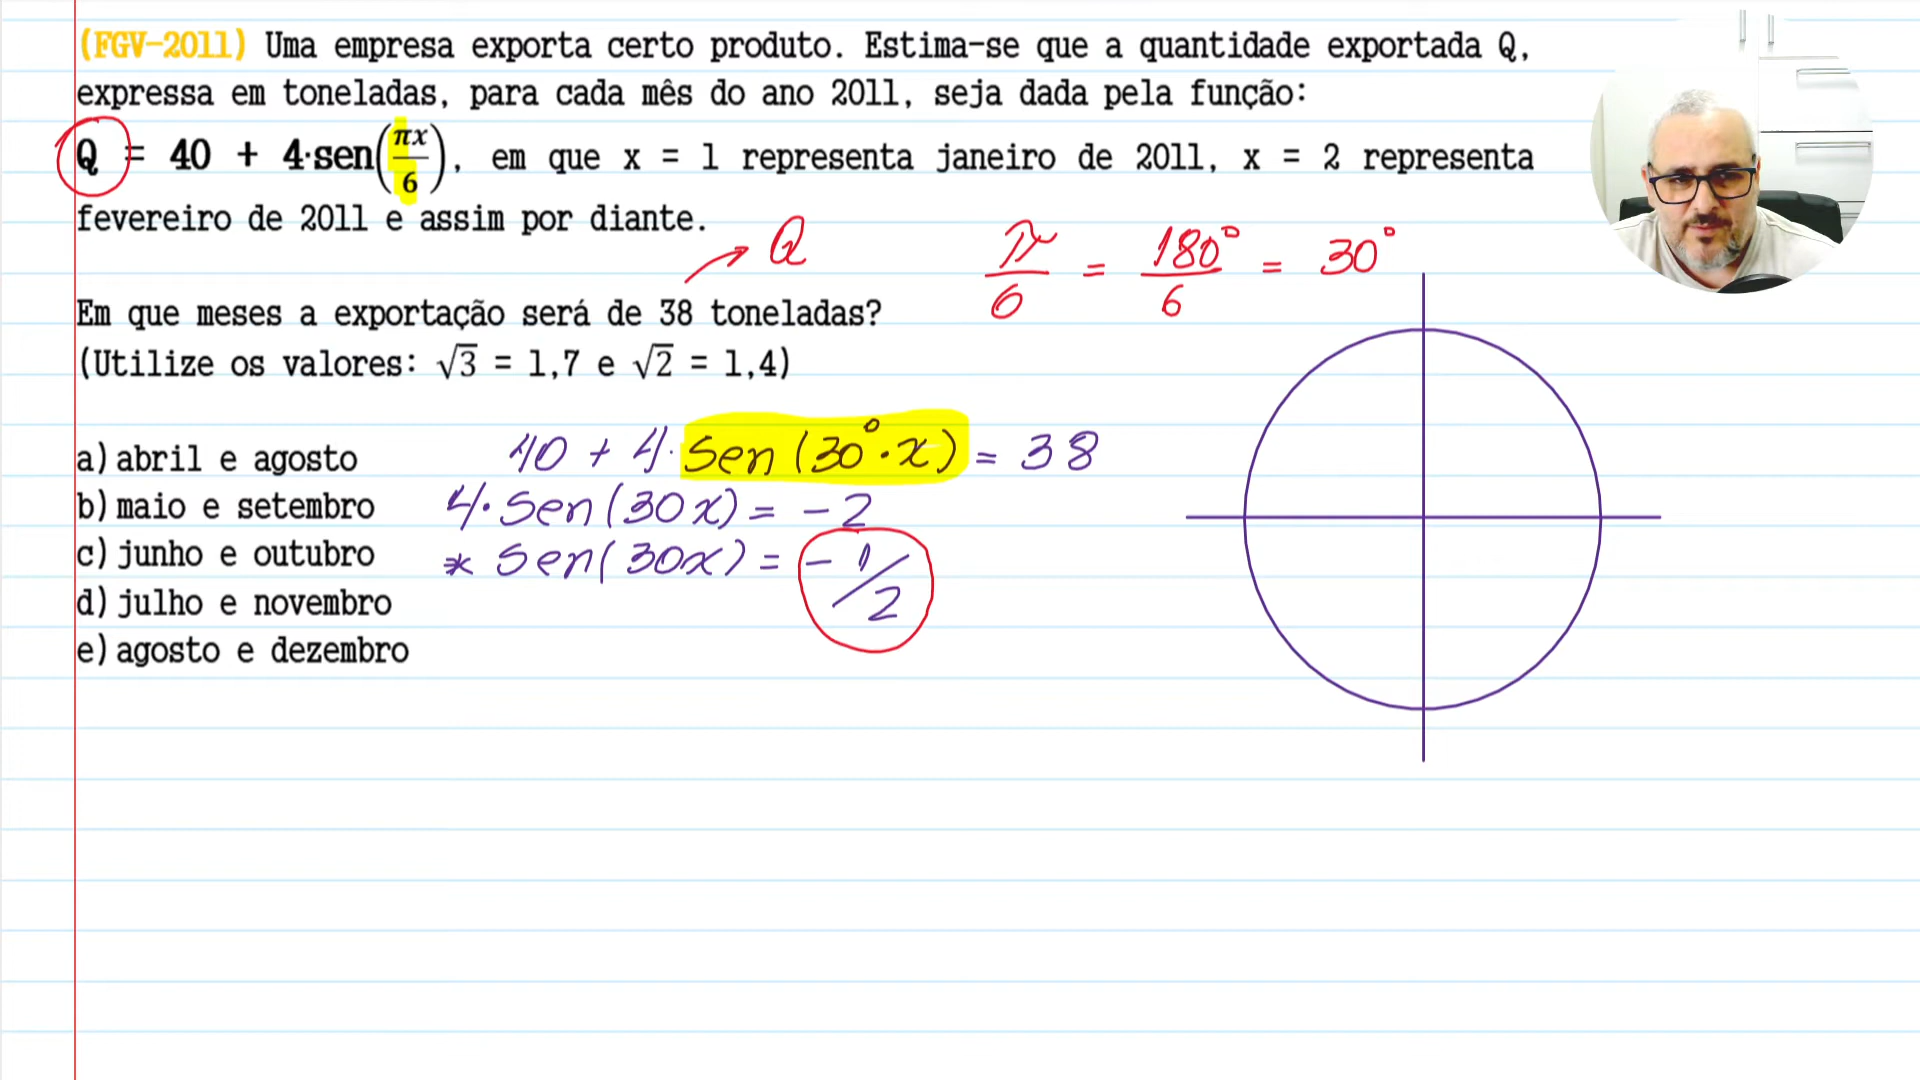 (FGV-2011) Uma empresa exporta certo produto. Estima-se que a quantidade exportada Q,
expressa em toneladas, para cada mês do ano 2011, seja dada pela função:
Q = 40 + 4·sen(πx/6), em que x = 1 representa janeiro de 2011, x = 2 representa
fevereiro de 2011 e assim por diante.
Q
π/6 = 180°/6 = 30°
Em que meses a exportação será de 38 toneladas?
(Utilize os valores: √3 = 1,7 e √2 = 1,4)
a) abril e agosto
b) maio e setembro
c) junho e outubro
d) julho e novembro
e) agosto e dezembro
40 + 4· sen (30°·x) = 38
4· sen (30x) = -2
* sen (30x) = -1/2